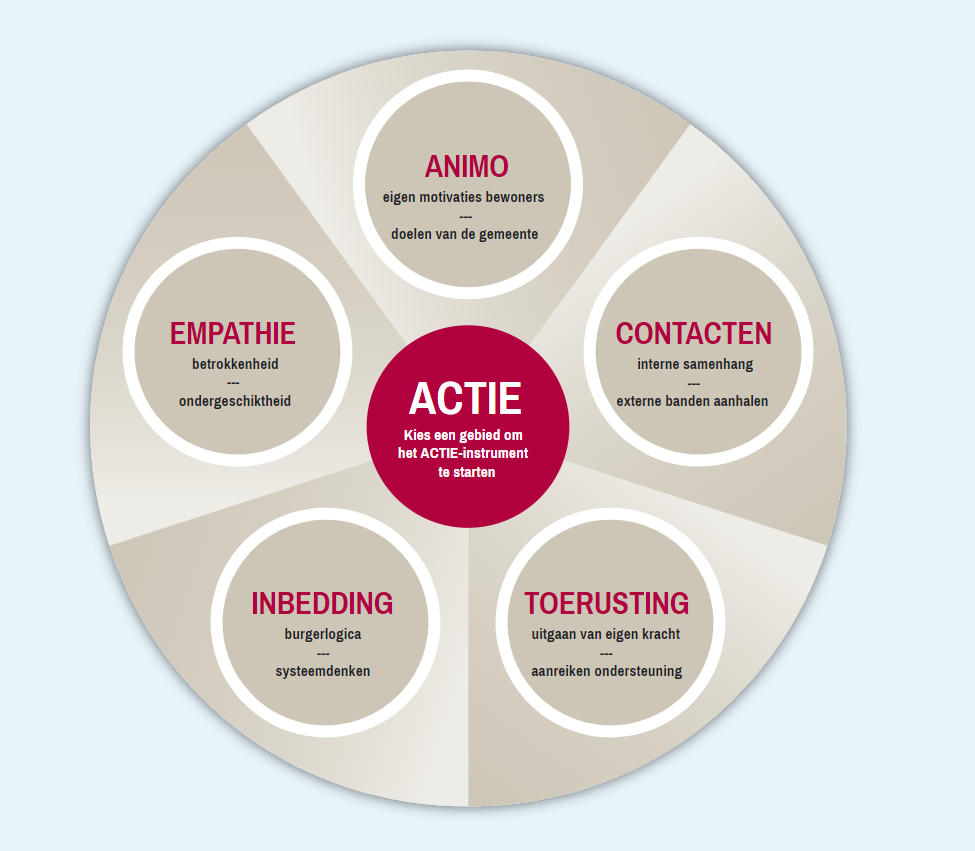 ANIMO
eigen motivaties bewoners
---
doelen van de gemeente
EMPATHIE
betrokkenheid
---
ondergeschiktheid
CONTACTEN
interne samenhang
---
externe banden aanhalen
ACTIE
Kies een gebied om
het ACTIE-instrument
te starten
INBEDDING
burgerlogica
---
systeemdenken
TOERUSTING
uitgaan van eigen kracht
---
aanreiken ondersteuning